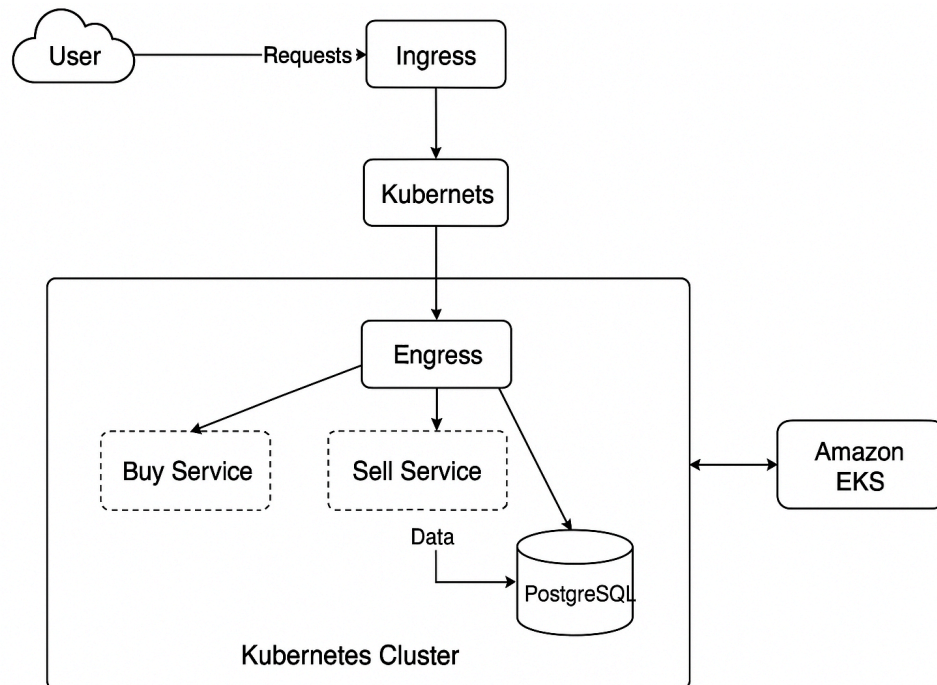 User
Requests
Ingress
Kubernets
Engress
Buy Service
Sell Service
Amazon
EKS
Data
PostgreSQL
Kubernetes Cluster